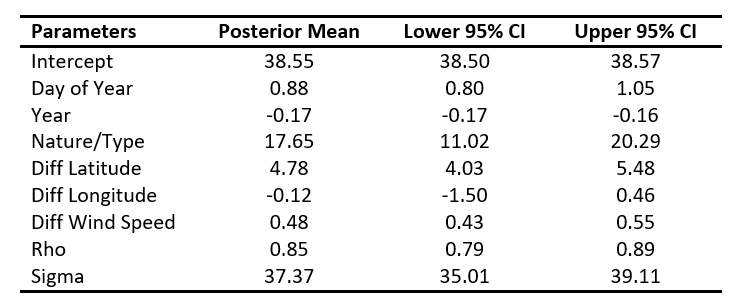 Parameters Posterior Mean Lower 95% CI Upper 95% CI
Intercept 38.55 38.50 38.57
Day of Year 0.88 0.80 1.05
Year -0.17 -0.17 -0.16
Nature/Type 17.65 11.02 20.29
Diff Latitude 4.78 4.03 5.48
Diff Longitude -0.12 -1.50 0.46
Diff Wind Speed 0.48 0.43 0.55
Rho 0.85 0.79 0.89
Sigma 37.37 35.01 39.11